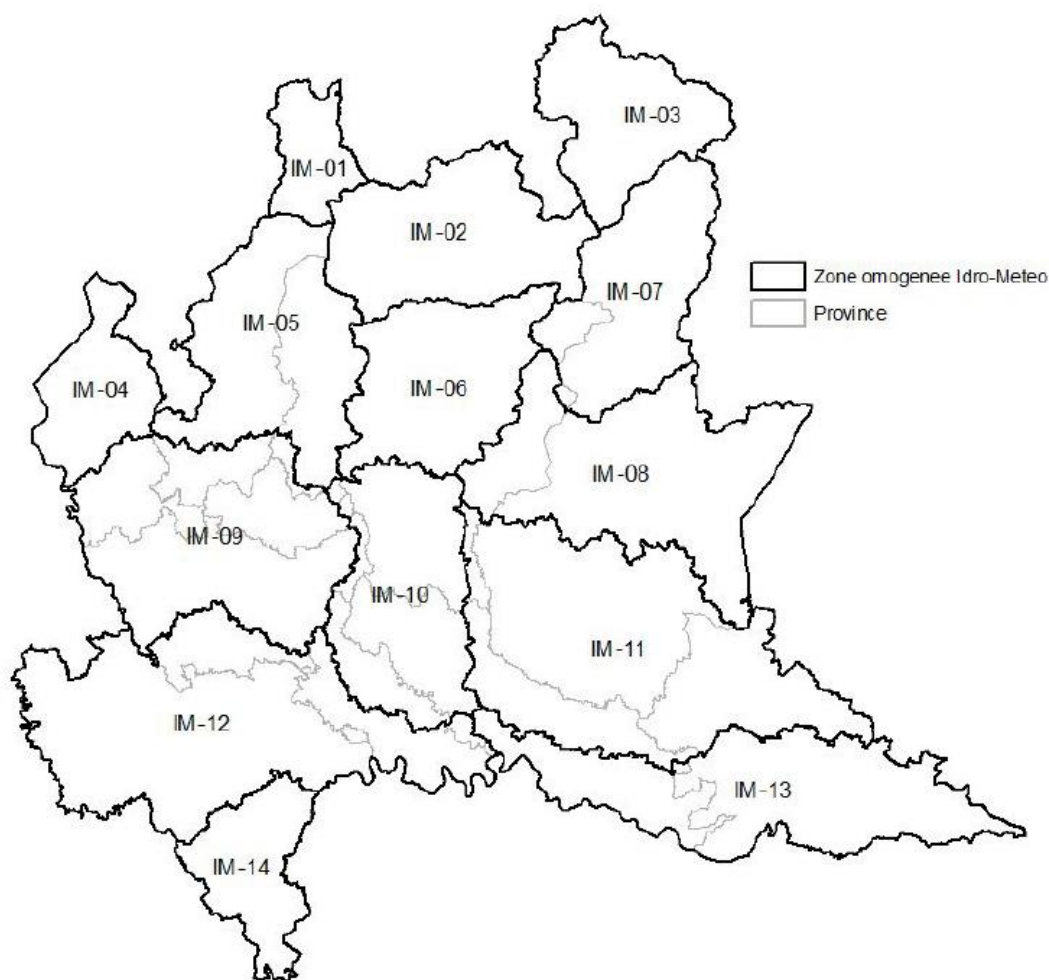 IM-03
IM-01
IM-02
Zone omogenee Idro-Meteo
IM-07
Province
IM-05
IM-04
IM-06
IM-08
IM-09
IM-10
IM-11
IM-12
IM-13
IM-14